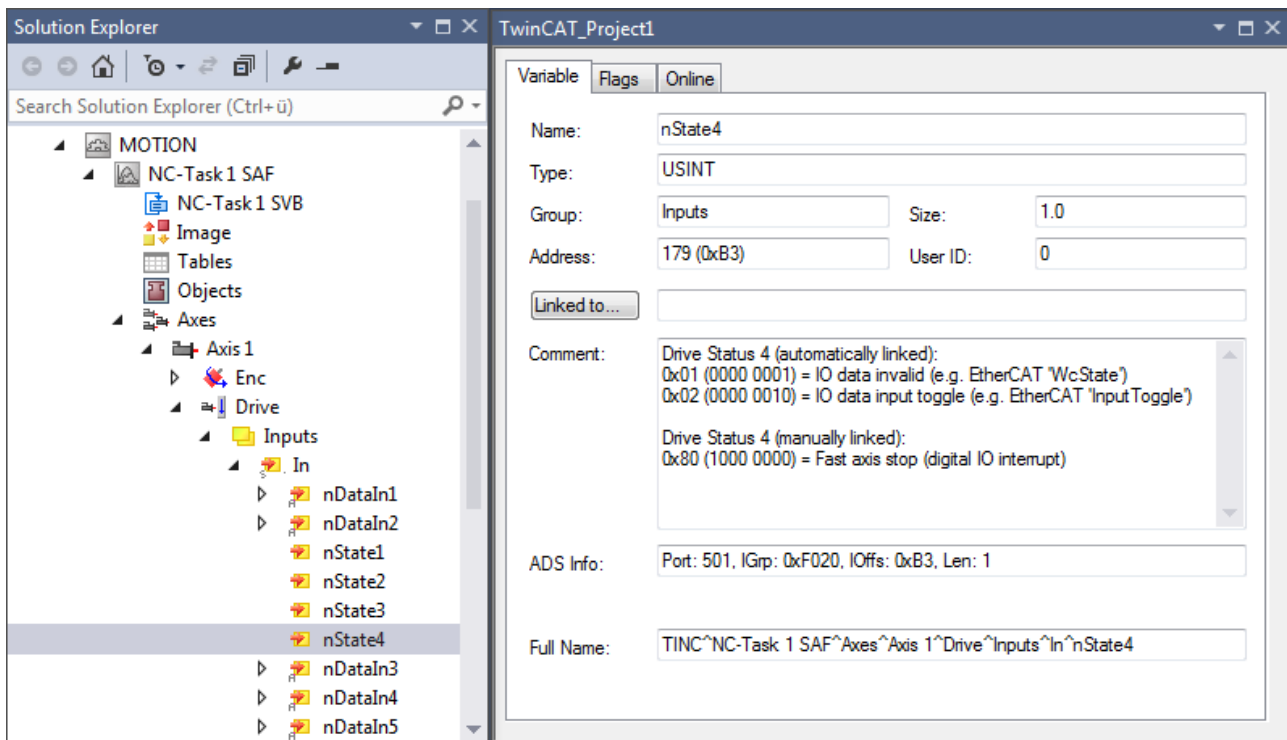 Solution Explorer
Search Solution Explorer (Ctrl+ü)
MOTION
NC-Task 1 SAF
NC-Task 1 SVB
Image
Tables
Objects
Axes
Axis 1
Enc
Drive
Inputs
In
nDataIn1
nDataIn2
nState1
nState2
nState3
nState4
nDataIn3
nDataIn4
nDataIn5
TwinCAT_Project1
Variable Flags Online
Name: nState4
Type: USINT
Group: Inputs Size: 1.0
Address: 179 (0xB3) User ID: 0
Linked to...
Comment: Drive Status 4 (automatically linked):
0x01 (0000 0001) = IO data invalid (e.g. EtherCAT 'WcState')
0x02 (0000 0010) = IO data input toggle (e.g. EtherCAT 'InputToggle')
Drive Status 4 (manually linked):
0x80 (1000 0000) = Fast axis stop (digital IO interrupt)
ADS Info: Port: 501, IGrp: 0xF020, IOffs: 0xB3, Len: 1
Full Name: TINC^NC-Task 1 SAF^Axes^Axis 1^Drive^Inputs^In^nState4